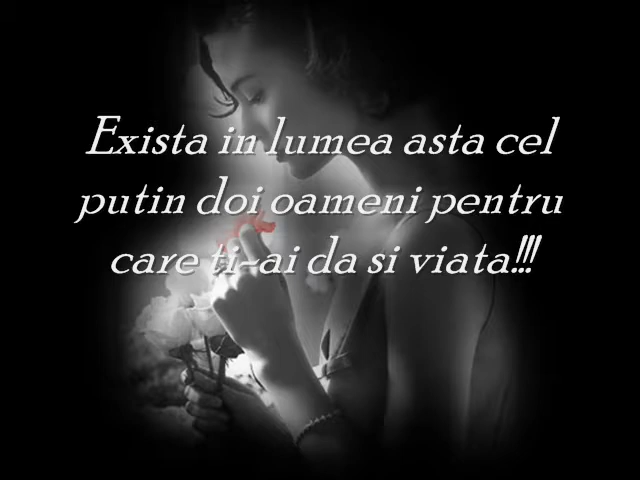 Exista in lumea asta cel
putin doi oameni pentru
care ti-ai da si viata!!!